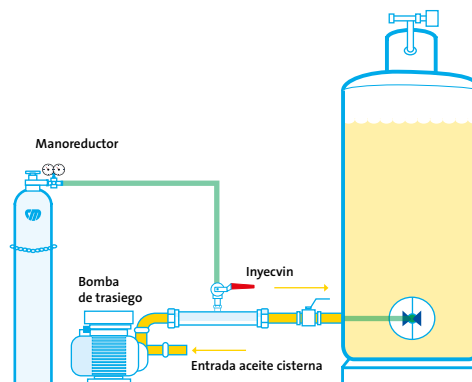 Manoreductor
Inyecvin
Bomba
de trasiego
Entrada aceite cisterna